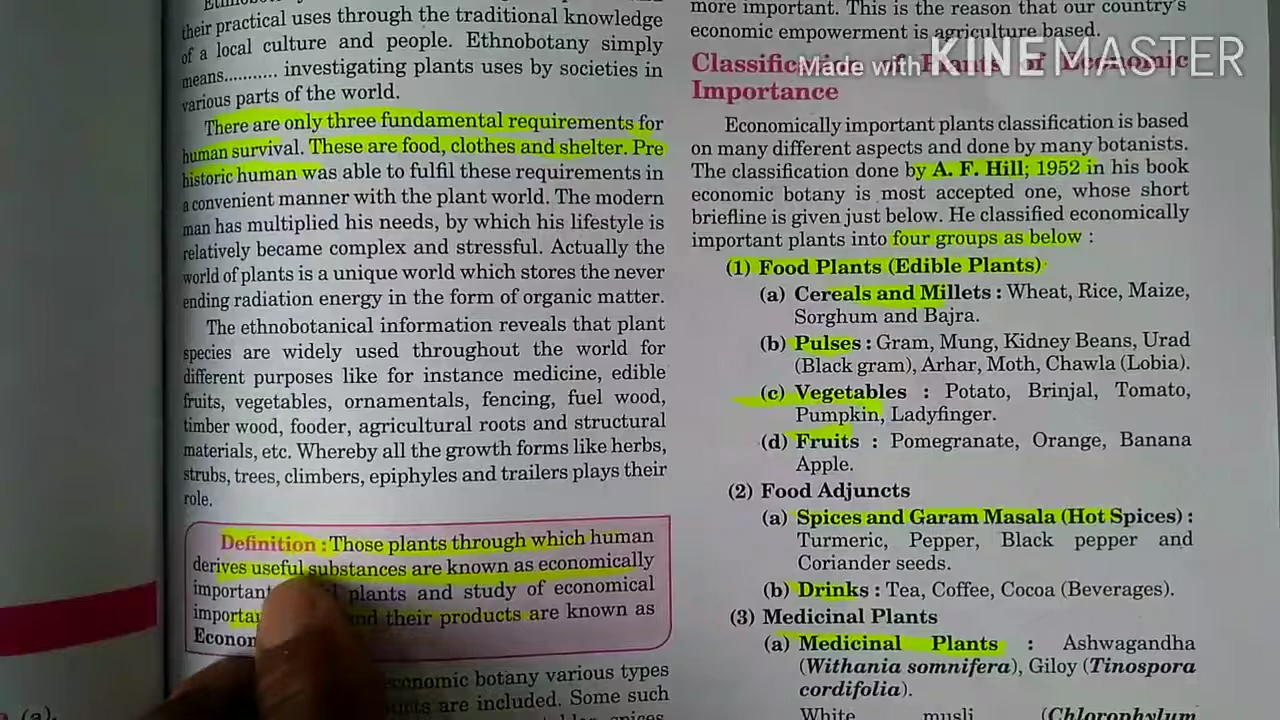 their practical uses through the traditional knowledge
of a local culture and people. Ethnobotany simply
means.......... investigating plants uses by societies in
various parts of the world.
There are only three fundamental requirements for
human survival. These are food, clothes and shelter. Pre
historic human was able to fulfil these requirements in
a convenient manner with the plant world. The modern
man has multiplied his needs, by which his lifestyle is
relatively became complex and stressful. Actually the
world of plants is a unique world which stores the never
ending radiation energy in the form of organic matter.
The ethnobotanical information reveals that plant
species are widely used throughout the world for
different purposes like for instance medicine, edible
fruits, vegetables, ornamentals, fencing, fuel wood,
timber wood, fooder, agricultural roots and structural
materials, etc. Whereby all the growth forms like herbs,
strubs, trees, climbers, epiphyles and trailers plays their
role.
Definition : Those plants through which human
derives useful substances are known as economically
important plants and study of economical
and their products are known as
economic botany various types
are included. Some such
(a).
more important. This is the reason that our country's
economic empowerment is agriculture based.
Made with KINEMASTER
Classification of Plants of Economic
Importance
Economically important plants classification is based
on many different aspects and done by many botanists.
The classification done by A. F. Hill; 1952 in his book
economic botany is most accepted one, whose short
briefline is given just below. He classified economically
important plants into four groups as below :
(1) Food Plants (Edible Plants)
(a) Cereals and Millets : Wheat, Rice, Maize,
Sorghum and Bajra.
(b) Pulses : Gram, Mung, Kidney Beans, Urad
(Black gram), Arhar, Moth, Chawla (Lobia).
(c) Vegetables : Potato, Brinjal, Tomato,
Pumpkin, Ladyfinger.
(d) Fruits : Pomegranate, Orange, Banana
Apple.
(2) Food Adjuncts
(a) Spices and Garam Masala (Hot Spices) :
Turmeric, Pepper, Black pepper and
Coriander seeds.
(b) Drinks : Tea, Coffee, Cocoa (Beverages).
(3) Medicinal Plants
(a) Medicinal Plants : Ashwagandha
(Withania somnifera), Giloy (Tinospora
cordifolia).
White musli (Chlorophylum